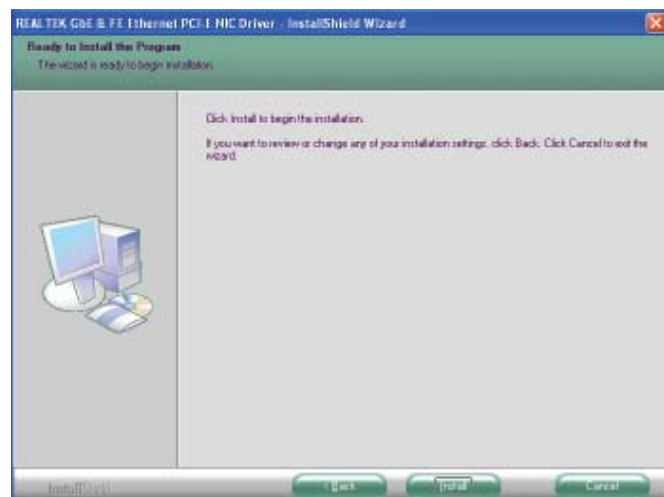 REALTEK GbE & FE Ethernet PCI-E NIC Driver - InstallShield Wizard
Ready to Install the Program
The wizard is ready to begin installation.
Click Install to begin the installation.
If you want to review or change any of your installation settings, click Back. Click Cancel to exit the
wizard.
InstallShield
< Back
Install
Cancel